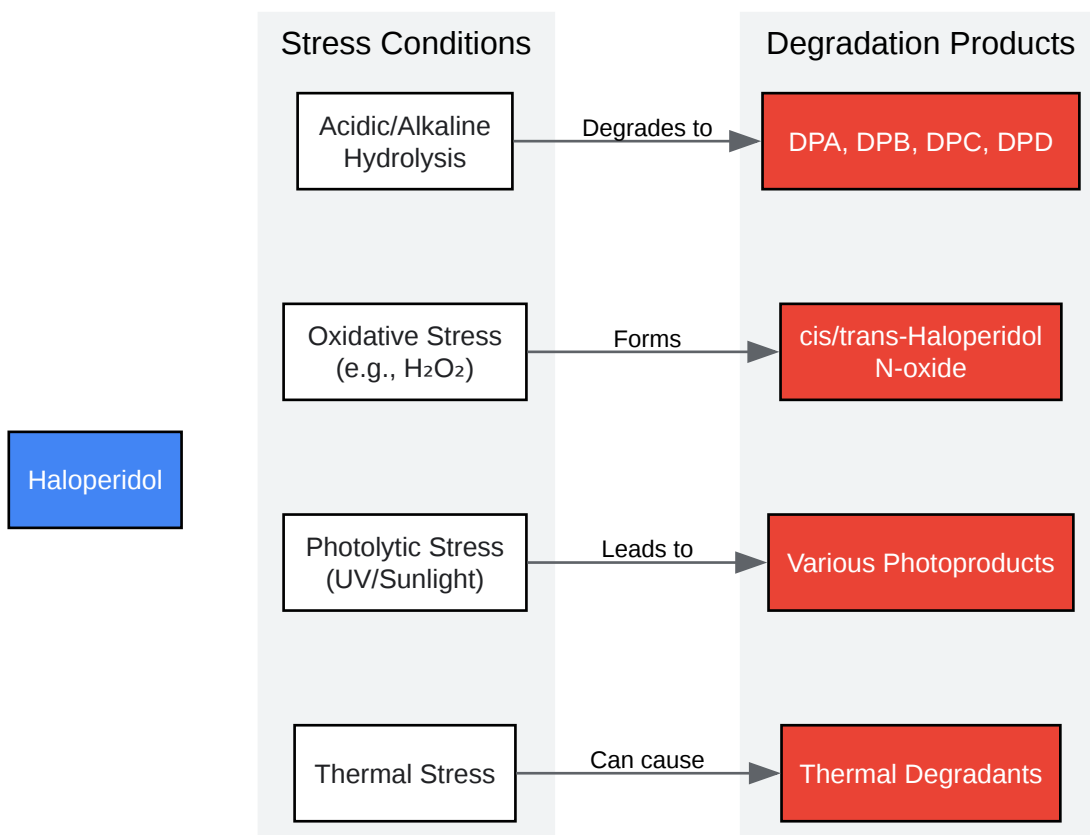 Stress Conditions
Degradation Products
Acidic/Alkaline
Hydrolysis
Degrades to
DPA, DPB, DPC, DPD
Oxidative Stress
(e.g., H₂O₂)
Forms
cis/trans-Haloperidol
N-oxide
Haloperidol
Photolytic Stress
(UV/Sunlight)
Leads to
Various Photoproducts
Thermal Stress
Can cause
Thermal Degradants